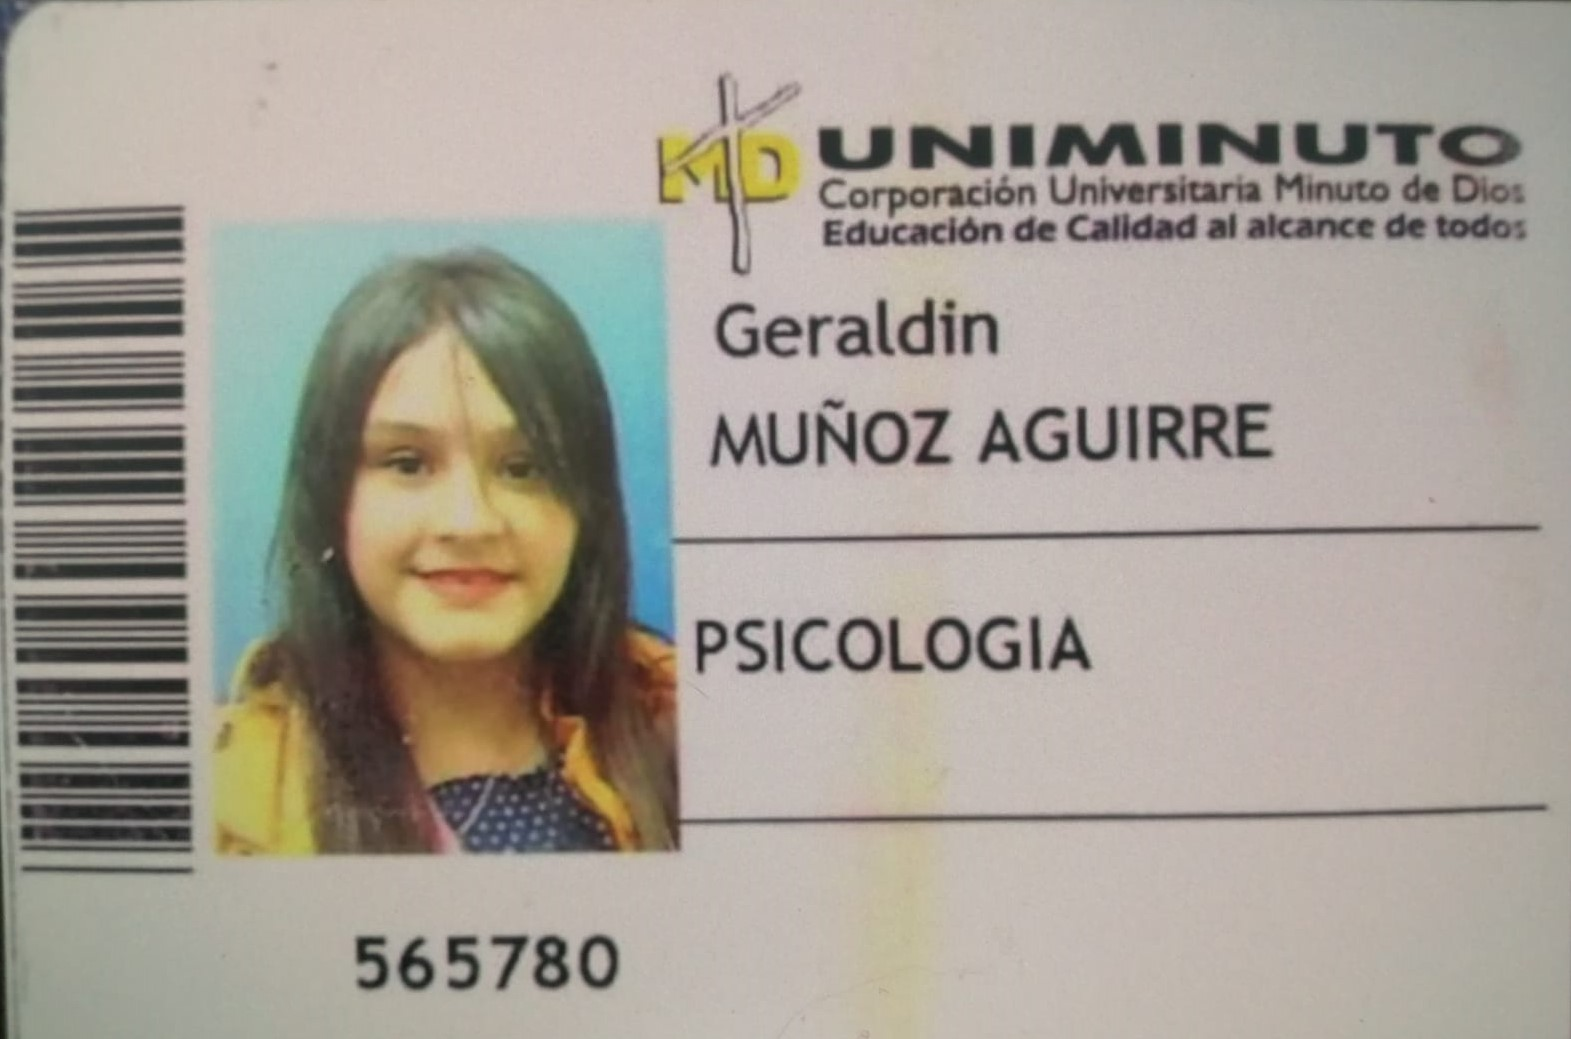 MD UNIMINUTO
Corporación Universitaria Minuto de Dios
Educación de Calidad al alcance de todos
Geraldin
MUÑOZ AGUIRRE
PSICOLOGIA
565780